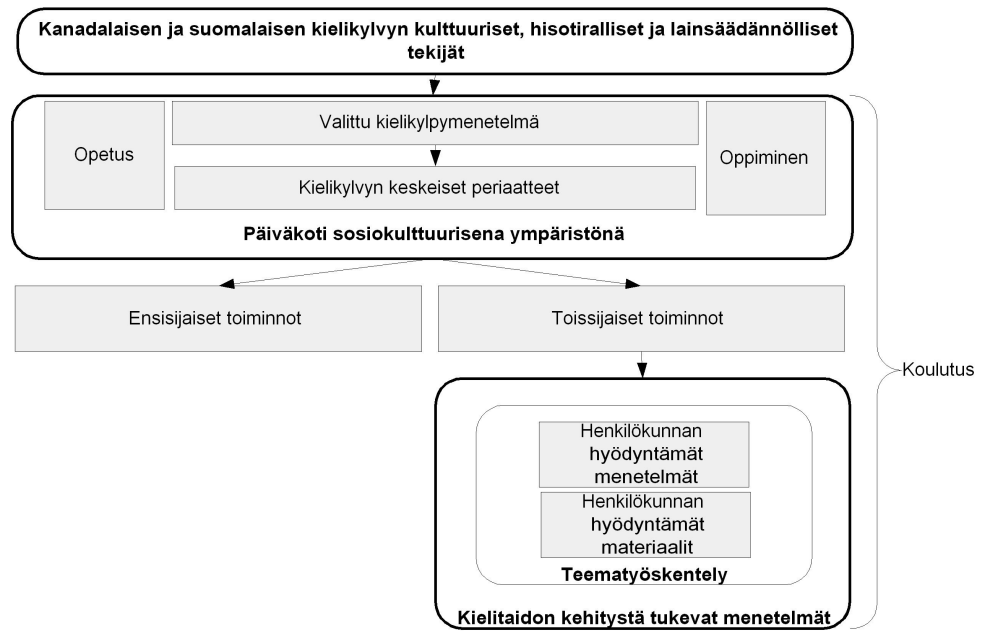 Kanadalaisen ja suomalaisen kielikylvyn kulttuuriset, hisotiralliset ja lainsäädännölliset
tekijät
Opetus
Valittu kielikylpymenetelmä
Kielikylvyn keskeiset periaatteet
Oppiminen
Päiväkoti sosiokulttuurisena ympäristönä
Ensisijaiset toiminnot
Toissijaiset toiminnot
Koulutus
Henkilökunnan
hyödyntämät
menetelmät
Henkilökunnan
hyödyntämät
materiaalit
Teematyöskentely
Kielitaidon kehitystä tukevat menetelmät